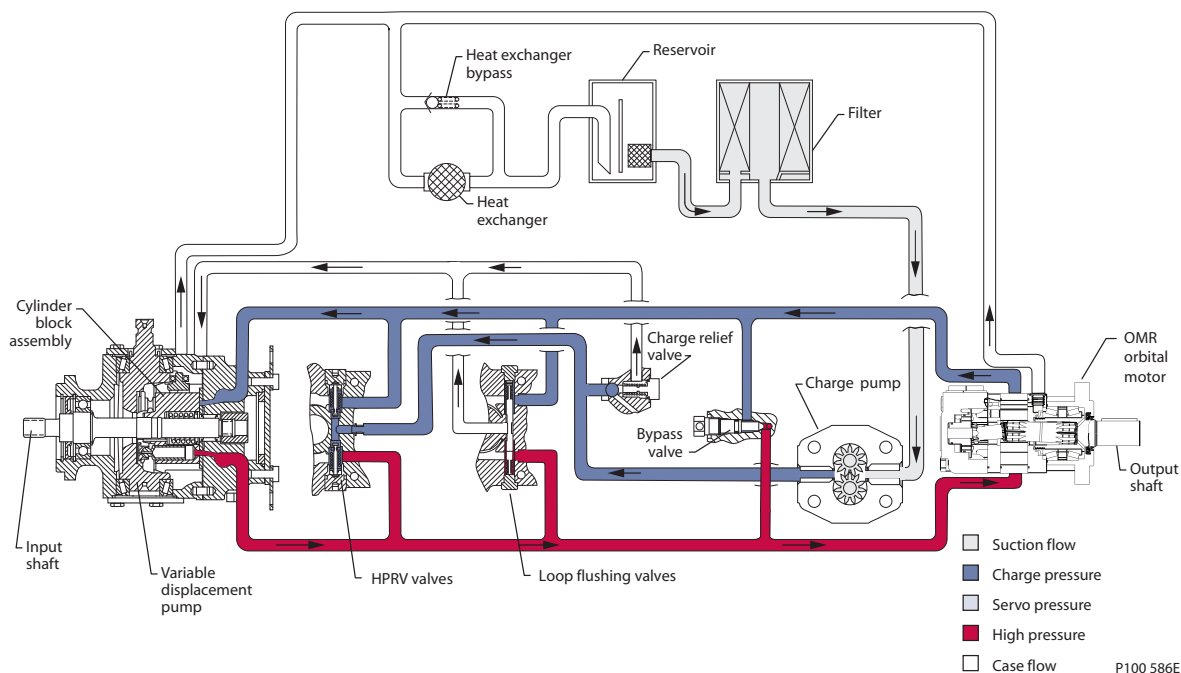 Heat exchanger
bypass
Reservoir
Filter
Heat
exchanger
Cylinder
block
assembly
Charge relief
valve
OMR
orbital
motor
Charge pump
Bypass
valve
Output
shaft
Input
shaft
Variable
displacement
pump
HPRV valves
Loop flushing valves
Suction flow
Charge pressure
Servo pressure
High pressure
Case flow
P100 586E